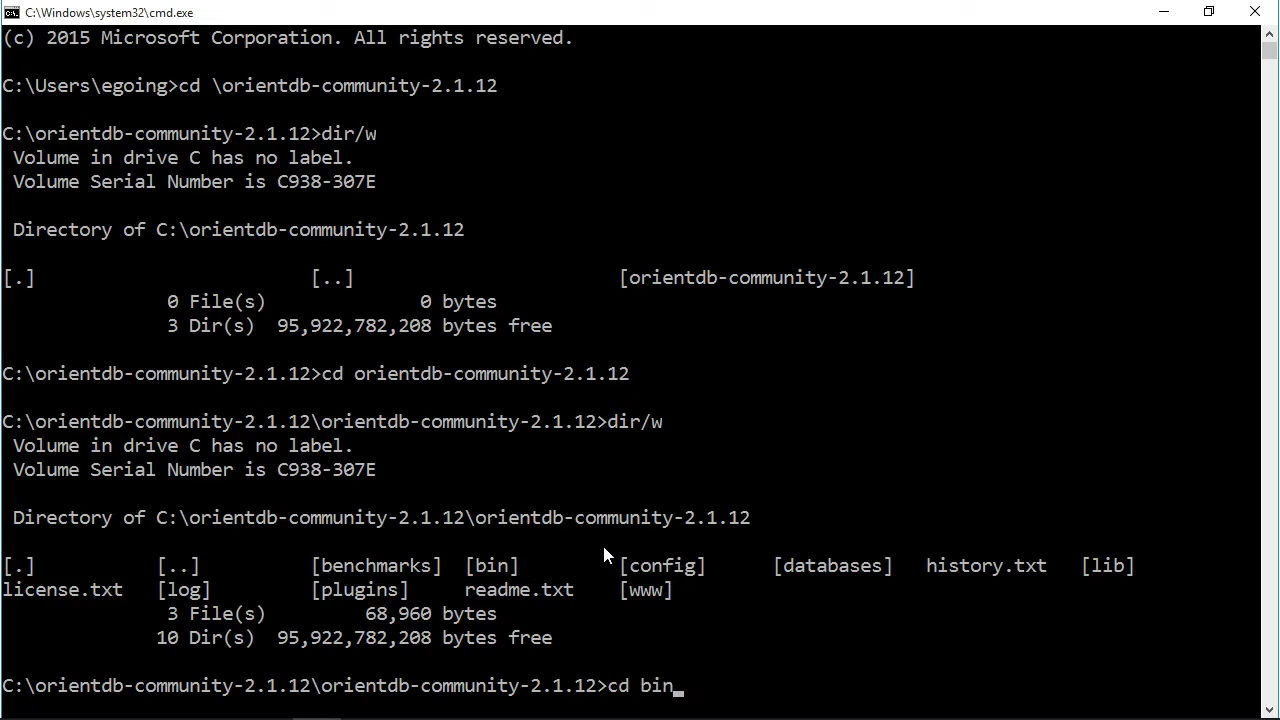 C:\Windows\system32\cmd.exe
(c) 2015 Microsoft Corporation. All rights reserved.
C:\Users\egoing>cd \orientdb-community-2.1.12
C:\orientdb-community-2.1.12>dir/w
Volume in drive C has no label.
Volume Serial Number is C938-307E
Directory of C:\orientdb-community-2.1.12
[.] [..] [orientdb-community-2.1.12]
0 File(s) 0 bytes
3 Dir(s) 95,922,782,208 bytes free
C:\orientdb-community-2.1.12>cd orientdb-community-2.1.12
C:\orientdb-community-2.1.12\orientdb-community-2.1.12>dir/w
Volume in drive C has no label.
Volume Serial Number is C938-307E
Directory of C:\orientdb-community-2.1.12\orientdb-community-2.1.12
[.] [..] [benchmarks] [bin] [config] [databases] history.txt [lib]
license.txt [log] [plugins] readme.txt [www]
3 File(s) 68,960 bytes
10 Dir(s) 95,922,782,208 bytes free
C:\orientdb-community-2.1.12\orientdb-community-2.1.12>cd bin_